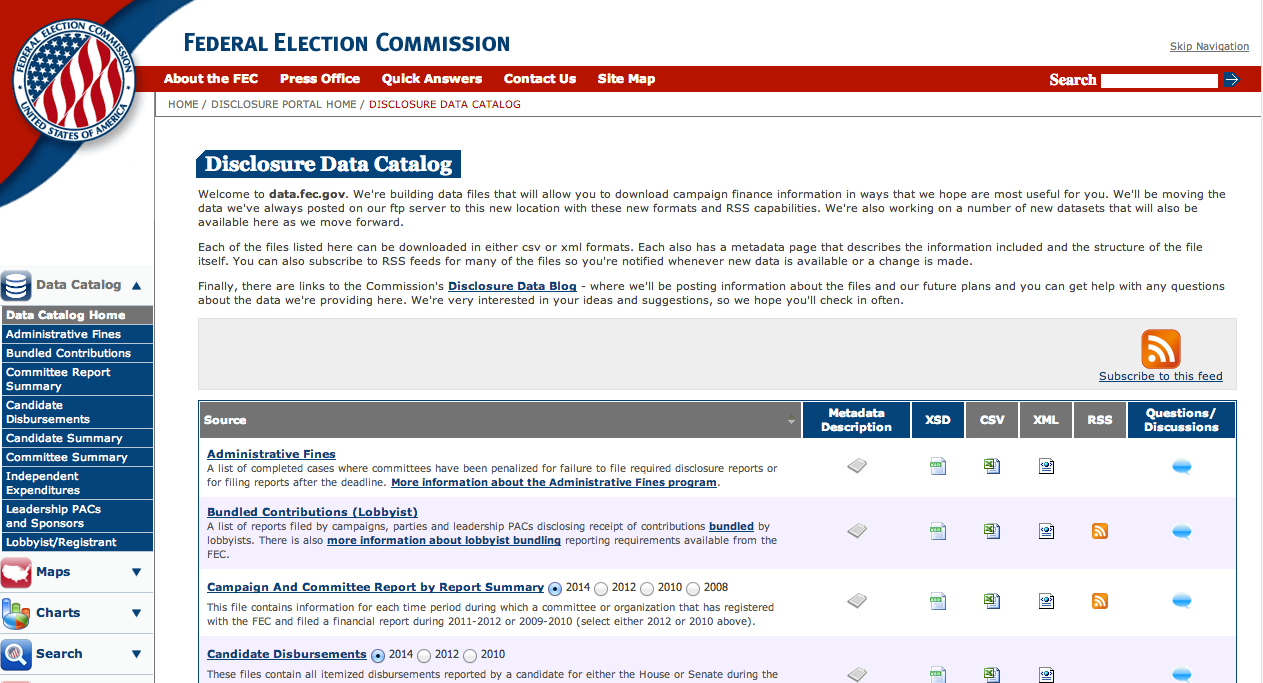 FEDERAL ELECTION COMMISSION
UNITED STATES OF AMERICA
FEDERAL ELECTION COMMISSION
Skip Navigation
About the FEC Press Office Quick Answers Contact Us Site Map Search
HOME / DISCLOSURE PORTAL HOME / DISCLOSURE DATA CATALOG
Disclosure Data Catalog
Welcome to data.fec.gov. We're building data files that will allow you to download campaign finance information in ways that we hope are most useful for you. We'll be moving the
data we've always posted on our ftp server to this new location with these new formats and RSS capabilities. We're also working on a number of new datasets that will also be
available here as we move forward.
Each of the files listed here can be downloaded in either csv or xml formats. Each also has a metadata page that describes the information included and the structure of the file
itself. You can also subscribe to RSS feeds for many of the files so you're notified whenever new data is available or a change is made.
Finally, there are links to the Commission's Disclosure Data Blog - where we'll be posting information about the files and our future plans and you can get help with any questions
about the data we're providing here. We're very interested in your ideas and suggestions, so we hope you'll check in often.
Subscribe to this feed
Data Catalog
Data Catalog Home
Administrative Fines
Bundled Contributions
Committee Report
Summary
Candidate
Disbursements
Candidate Summary
Committee Summary
Independent
Expenditures
Leadership PACs
and Sponsors
Lobbyist/Registrant
Maps
Charts
Search
Source Metadata Description XSD CSV XML RSS Questions/ Discussions
Administrative Fines
A list of completed cases where committees have been penalized for failure to file required disclosure reports or
for filing reports after the deadline. More information about the Administrative Fines program.
Bundled Contributions (Lobbyist)
A list of reports filed by campaigns, parties and leadership PACs disclosing receipt of contributions bundled by
lobbyists. There is also more information about lobbyist bundling reporting requirements available from the
FEC.
Campaign And Committee Report by Report Summary 2014 2012 2010 2008
This file contains information for each time period during which a committee or organization that has registered
with the FEC and filed a financial report during 2011-2012 or 2009-2010 (select either 2012 or 2010 above).
Candidate Disbursements 2014 2012 2010
These files contain all itemized disbursements reported by a candidate for either the House or Senate during the